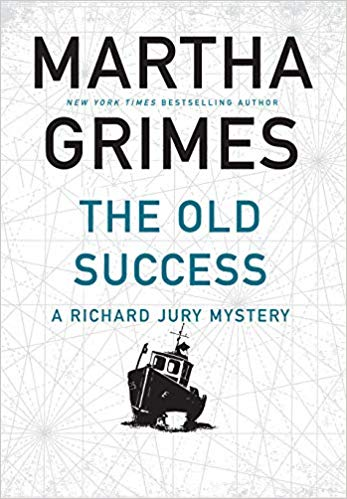 MARTHA
NEW YORK TIMES BESTSELLING AUTHOR
GRIMES
THE OLD
SUCCESS
A RICHARD JURY MYSTERY